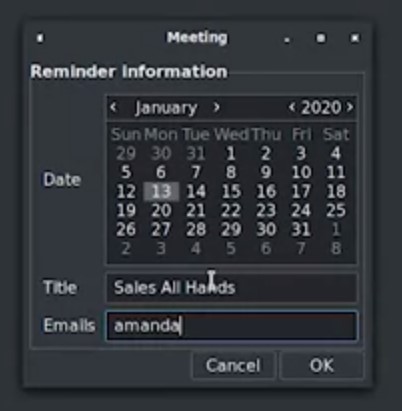 Meeting
Reminder Information
< January > < 2020 >
Sun Mon Tue Wed Thu Fri Sat
29 30 31 1 2 3 4
5 6 7 8 9 10 11
12 13 14 15 16 17 18
19 20 21 22 23 24 25
26 27 28 29 30 31 1
2 3 4 5 6 7 8
Date
Title Sales All Hands
Emails amanda
Cancel OK